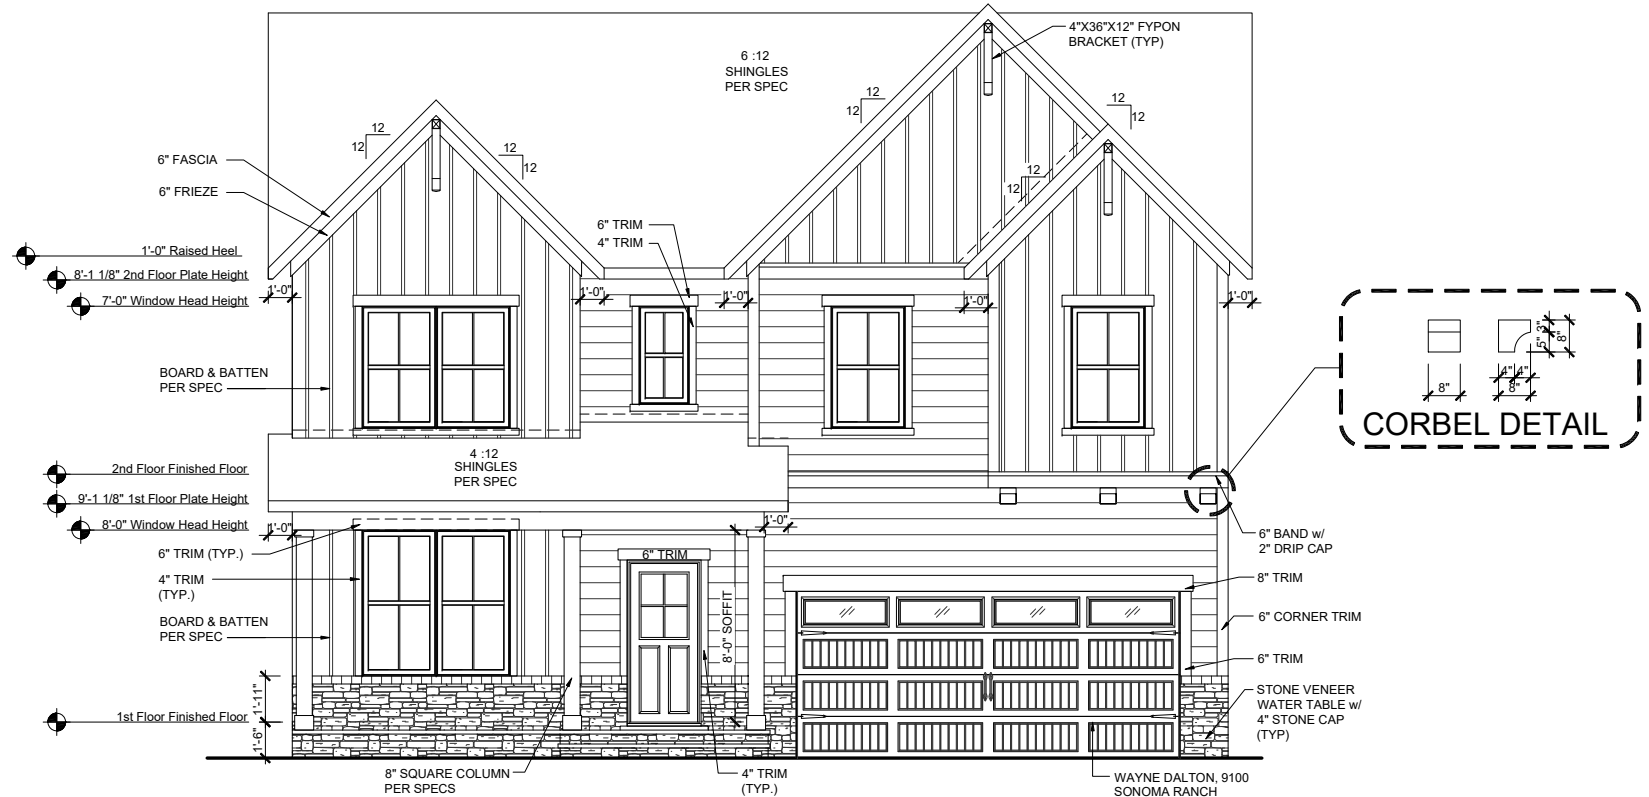 4"X36"X12" FYPON
BRACKET (TYP)
6 :12
SHINGLES
PER SPEC
12
12
12
12
12
12
12
12
12
12
6" FASCIA
6" FRIEZE
6" TRIM
4" TRIM
1'-0" Raised Heel
8'-1 1/8" 2nd Floor Plate Height
7'-0" Window Head Height
1'-0"
1'-0"
1'-0"
1'-0"
1'-0"
BOARD & BATTEN
PER SPEC
3"
5"
8"
4"
4"
8"
8"
CORBEL DETAIL
4 :12
SHINGLES
PER SPEC
2nd Floor Finished Floor
9'-1 1/8" 1st Floor Plate Height
8'-0" Window Head Height
1'-0"
1'-0"
6" TRIM (TYP.)
4" TRIM
(TYP.)
BOARD & BATTEN
PER SPEC
6" TRIM
8'-0" SOFFIT
6" BAND w/
2" DRIP CAP
8" TRIM
6" CORNER TRIM
6" TRIM
STONE VENEER
WATER TABLE w/
4" STONE CAP
(TYP)
1'-11"
1st Floor Finished Floor
1'-6"
8" SQUARE COLUMN
PER SPECS
4" TRIM
(TYP.)
WAYNE DALTON, 9100
SONOMA RANCH